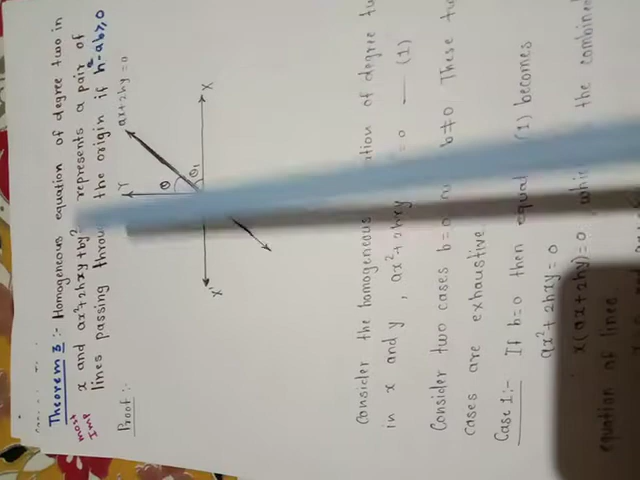 Theorem 3 :- Homogeneous equation of degree two in
most Imp
x and ax²+2hxy+by² represents a pair of
lines passing through the origin if h²-ab≥0
Proof :-
ax+2hy=0
Y
θ
θ₁
X
X'
Consider the homogeneous equation of degree
in x and y, ax²+2hxy = 0 — (1)
Consider two cases b=0 b≠0 These
cases are exhaustive
Case 1:- If b=0 then equal (1) becomes
ax²+2hxy=0
x(ax+2hy)=0, the combined
equation of lines